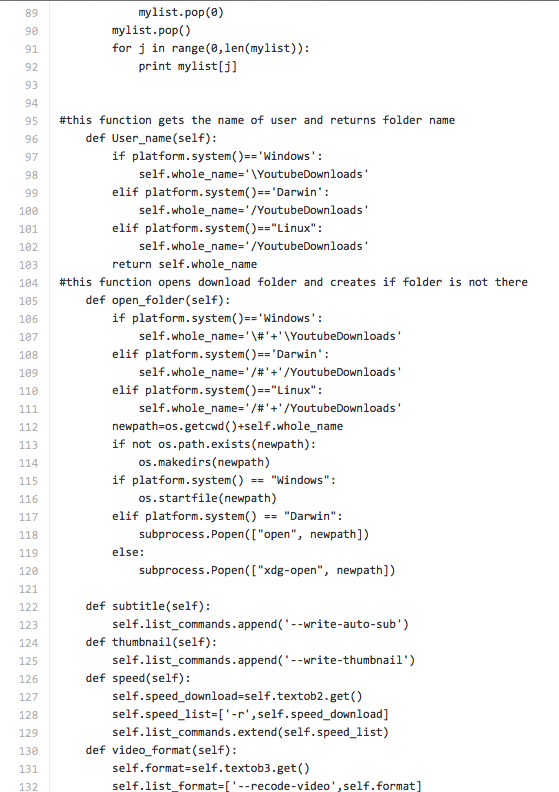 89 mylist.pop(0)
90 mylist.pop()
91 for j in range(0,len(mylist)):
92 print mylist[j]
93
94
95 #this function gets the name of user and returns folder name
96 def User_name(self):
97 if platform.system()=='Windows':
98 self.whole_name='\YoutubeDownloads'
99 elif platform.system()=='Darwin':
100 self.whole_name='/YoutubeDownloads'
101 elif platform.system()=="Linux":
102 self.whole_name='/YoutubeDownloads'
103 return self.whole_name
104 #this function opens download folder and creates if folder is not there
105 def open_folder(self):
106 if platform.system()=='Windows':
107 self.whole_name='\#'+'\YoutubeDownloads'
108 elif platform.system()=='Darwin':
109 self.whole_name='/#'+'/YoutubeDownloads'
110 elif platform.system()=="Linux":
111 self.whole_name='/#'+'/YoutubeDownloads'
112 newpath=os.getcwd()+self.whole_name
113 if not os.path.exists(newpath):
114 os.makedirs(newpath)
115 if platform.system() == "Windows":
116 os.startfile(newpath)
117 elif platform.system() == "Darwin":
118 subprocess.Popen(["open", newpath])
119 else:
120 subprocess.Popen(["xdg-open", newpath])
121
122 def subtitle(self):
123 self.list_commands.append('--write-auto-sub')
124 def thumbnail(self):
125 self.list_commands.append('--write-thumbnail')
126 def speed(self):
127 self.speed_download=self.textob2.get()
128 self.speed_list=['-r',self.speed_download]
129 self.list_commands.extend(self.speed_list)
130 def video_format(self):
131 self.format=self.textob3.get()
132 self.list_format=['--recode-video',self.format]